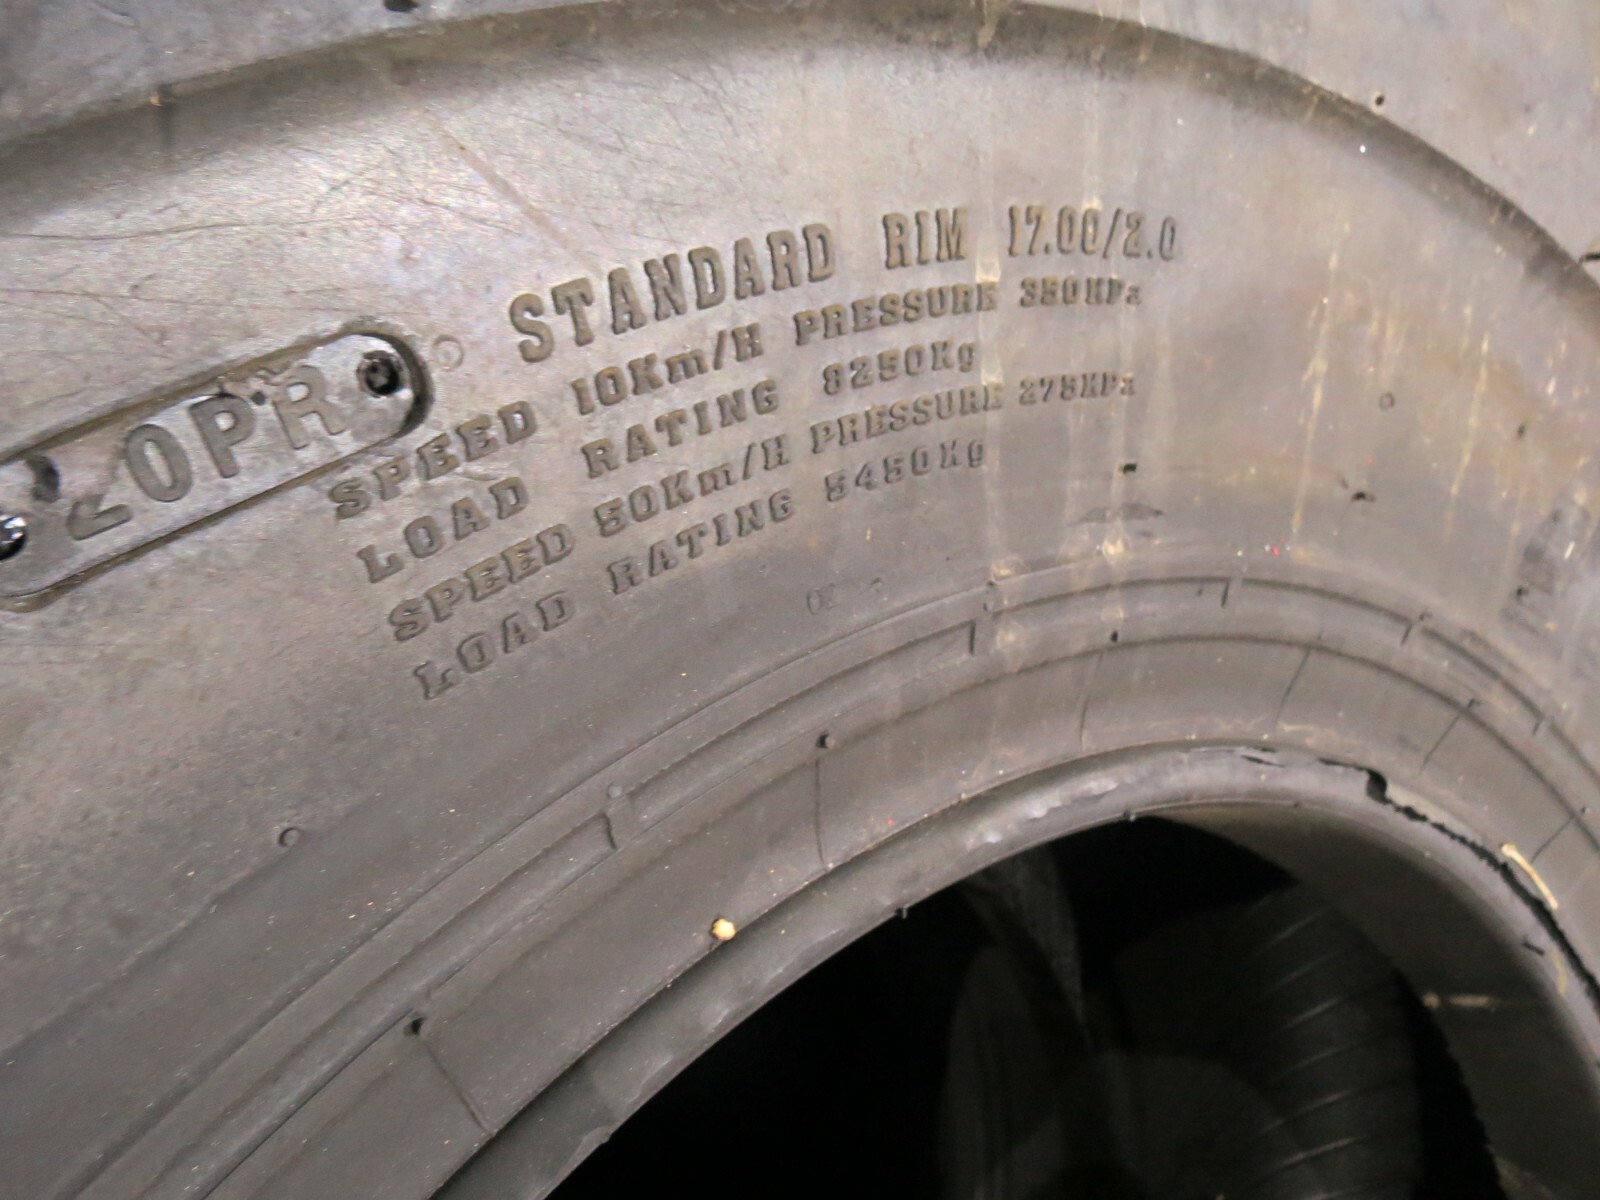 STANDARD RIM 17.00/2.0
20PR
SPEED 10Km/H PRESSURE 350KPa
LOAD RATING 8250Kg
SPEED 50Km/H PRESSURE 275KPa
LOAD RATING 5450Kg